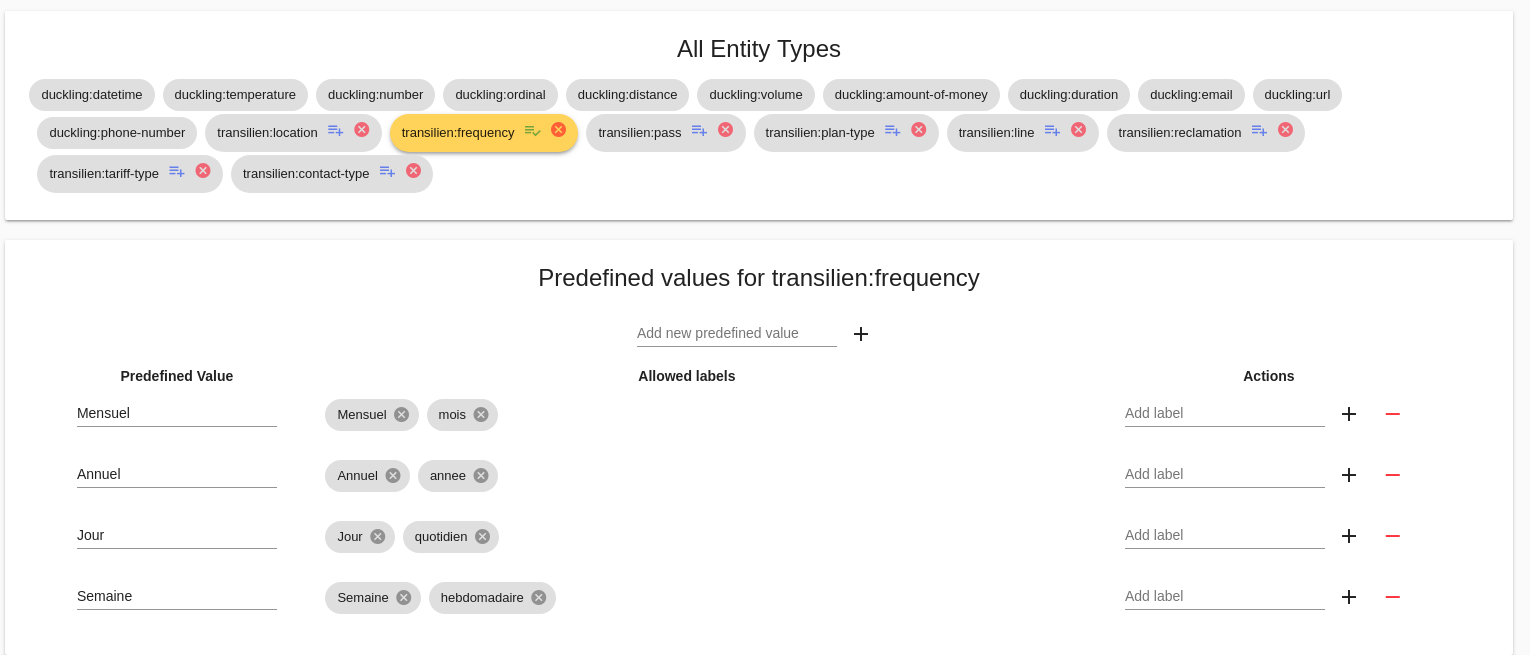 All Entity Types
duckling:datetime duckling:temperature duckling:number duckling:ordinal duckling:distance duckling:volume duckling:amount-of-money duckling:duration duckling:email duckling:url
duckling:phone-number transilien:location transilien:frequency transilien:pass transilien:plan-type transilien:line transilien:reclamation
transilien:tariff-type transilien:contact-type
Predefined values for transilien:frequency
Add new predefined value
Predefined Value Allowed labels Actions
Mensuel Mensuel mois Add label
Annuel Annuel annee Add label
Jour Jour quotidien Add label
Semaine Semaine hebdomadaire Add label